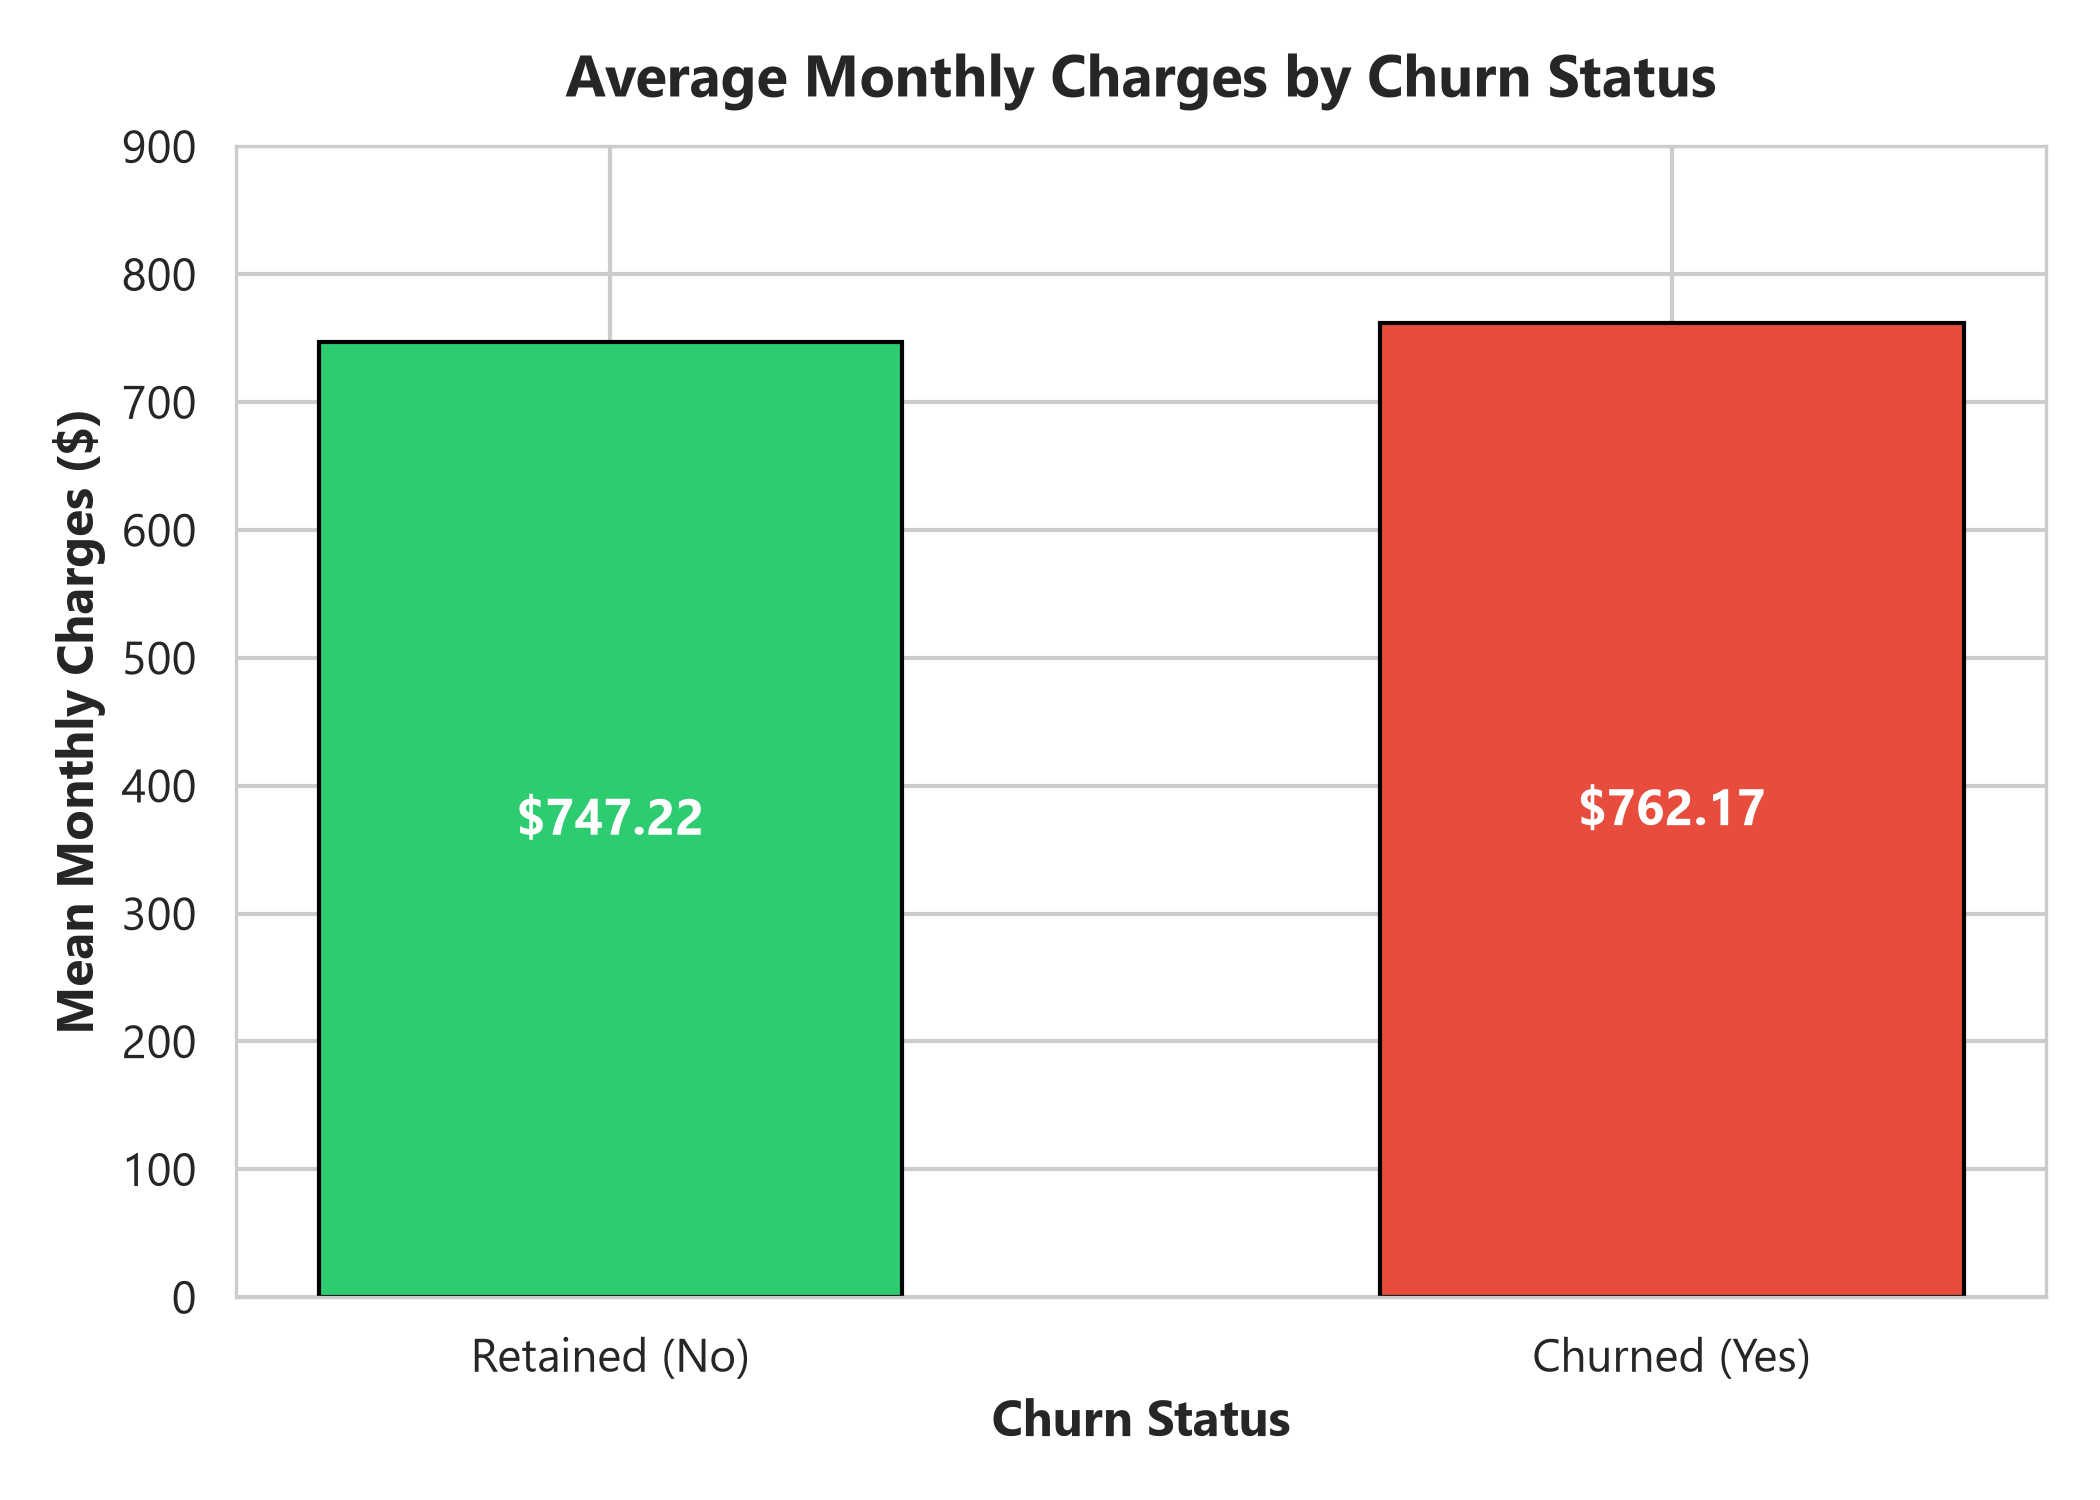 Average Monthly Charges by Churn Status
Mean Monthly Charges ($)
900
800
700
600
500
400
300
200
100
0
$747.22
$762.17
Retained (No)
Churned (Yes)
Churn Status